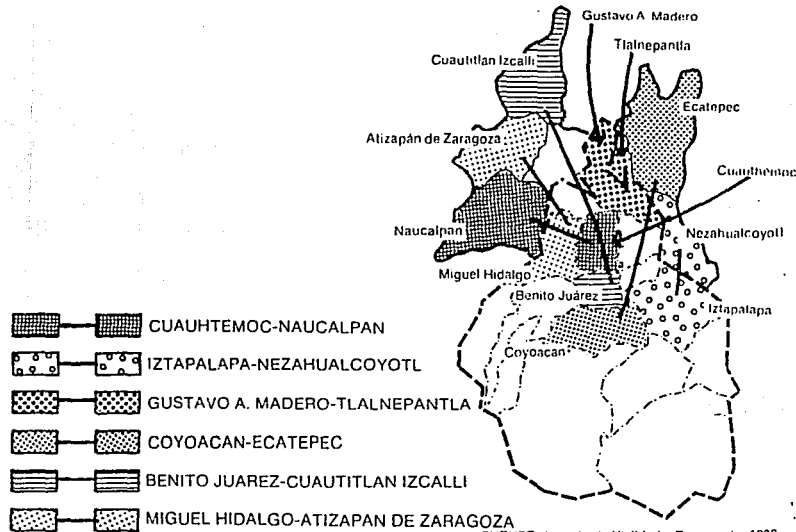 Gustavo A. Madero
Tlalnepantla
Cuautitlan Izcalli
Ecatepec
Atizapán de Zaragoza
Cuauthemoc
Naucalpan
Nezahualcoyotl
Miguel Hidalgo
Benito Juárez
Iztapalapa
Coyoacan
CUAUHTEMOC-NAUCALPAN
IZTAPALAPA-NEZAHUALCOYOTL
GUSTAVO A. MADERO-TLALNEPANTLA
COYOACAN-ECATEPEC
BENITO JUAREZ-CUAUTITLAN IZCALLI
MIGUEL HIDALGO-ATIZAPAN DE ZARAGOZA